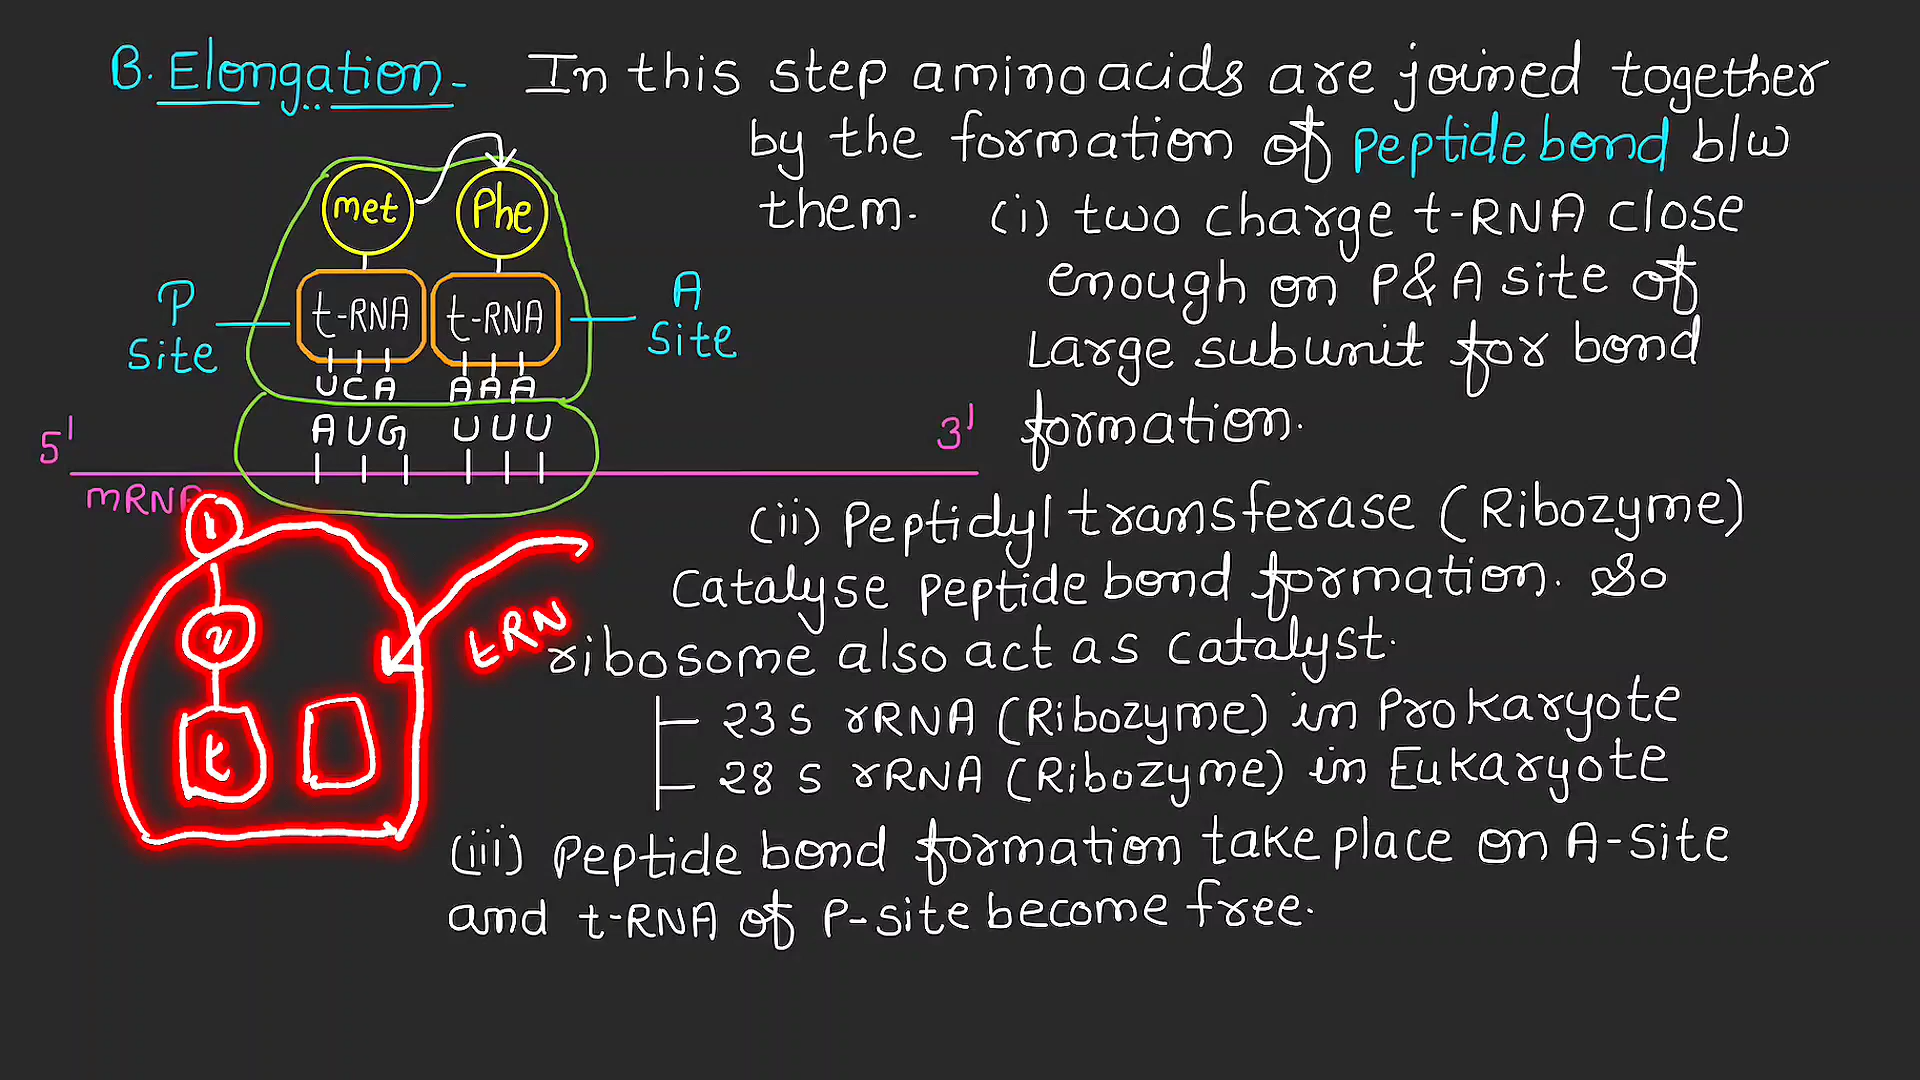 B. Elongation - In this step aminoacids are joined together
by the formation of peptide bond b/w
them.
(i) two charge t-RNA close
enough on P & A site of
Large subunit for bond
formation.
met Phe
P
site
t-RNA t-RNA
A
site
UCA AAA
AUG UUU
5' 3'
mRNA
1
2
t
tRN
(ii) Peptidyl transferase (Ribozyme)
Catalyse peptide bond formation. So
ribosome also act as catalyst.
23 S rRNA (Ribozyme) in Prokaryote
28 S rRNA (Ribozyme) in Eukaryote
(iii) Peptide bond formation take place on A-site
and t-RNA of P-site become free.